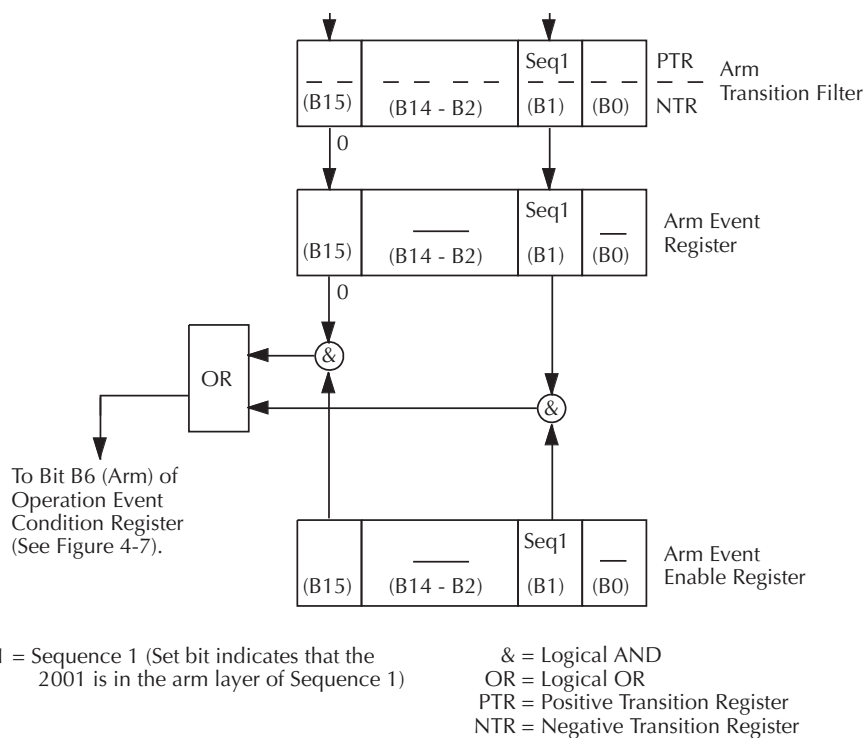 Seq1
PTR
Arm
Transition Filter
(B15)
(B14 - B2)
(B1)
(B0)
NTR
0
Seq1
Arm Event
Register
(B15)
(B14 - B2)
(B1)
(B0)
0
&
OR
&
To Bit B6 (Arm) of
Operation Event
Condition Register
(See Figure 4-7).
Seq1
Arm Event
Enable Register
(B15)
(B14 - B2)
(B1)
(B0)
= Sequence 1 (Set bit indicates that the
2001 is in the arm layer of Sequence 1)
& = Logical AND
OR = Logical OR
PTR = Positive Transition Register
NTR = Negative Transition Register